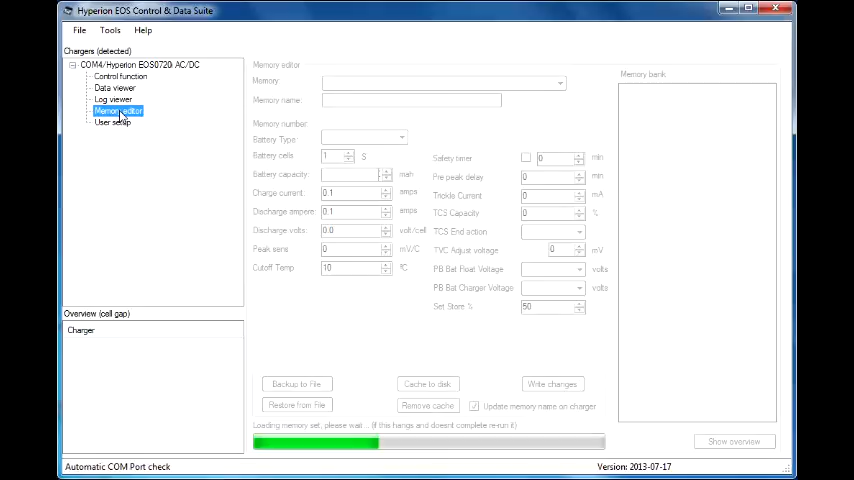 Hyperion EOS Control & Data Suite
File Tools Help
Chargers (detected)
COM4/Hyperion EOS0720i AC/DC
Control function
Data viewer
Log viewer
Memory editor
User setup
Overview (cell gap)
Charger
Memory editor
Memory:
Memory name:
Memory number
Battery Type:
Battery cells 1 S
Battery capacity: mah
Charge current: 0.1 amps
Discharge ampere: 0.1 amps
Discharge volts: 0.0 volt/cell
Peak sens 0 mV/C
Cutoff Temp 10 ºC
Safety timer 0 min
Pre peak delay 0 min
Trickle Current 0 mA
TCS Capacity 0 %
TCS End action
TVC Adjust voltage 0 mV
PB Bat Float Voltage volts
PB Bat Charger Voltage volts
Set Store % 50
Memory bank
Backup to File Cache to disk Write changes
Restore from File Remove cache Update memory name on charger
Loading memory set, please wait... (if this hangs and doesnt complete re-run it)
Show overview
Automatic COM Port check Version: 2013-07-17